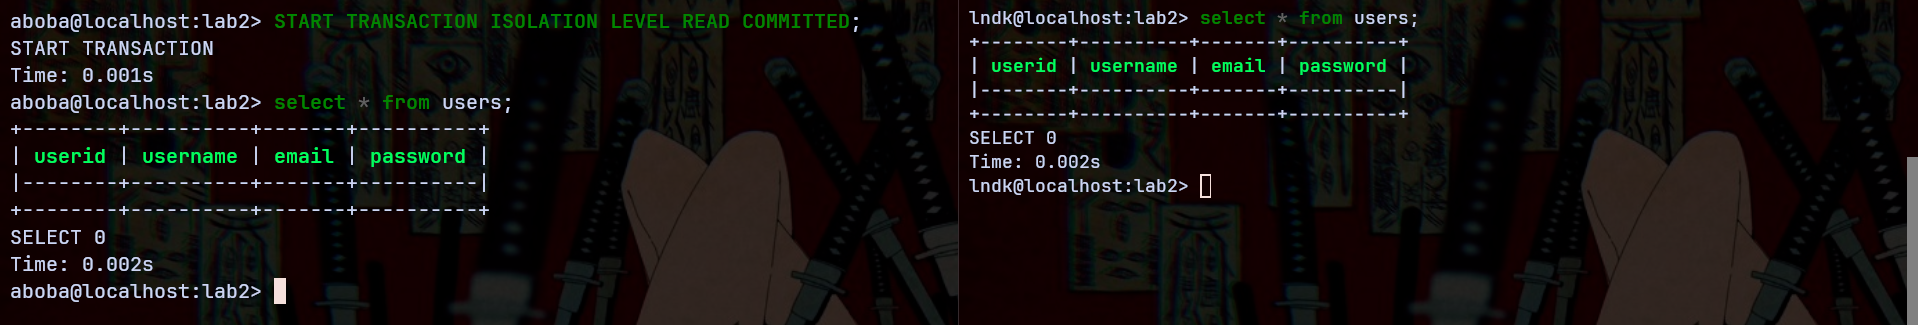 aboba@localhost:lab2> START TRANSACTION ISOLATION LEVEL READ COMMITTED;
START TRANSACTION
Time: 0.001s
aboba@localhost:lab2> select * from users;
+--------+----------+-------+----------+
| userid | username | email | password |
|--------+----------+-------+----------|
+--------+----------+-------+----------+
SELECT 0
Time: 0.002s
aboba@localhost:lab2>
lndk@localhost:lab2> select * from users;
+--------+----------+-------+----------+
| userid | username | email | password |
|--------+----------+-------+----------|
+--------+----------+-------+----------+
SELECT 0
Time: 0.002s
lndk@localhost:lab2>